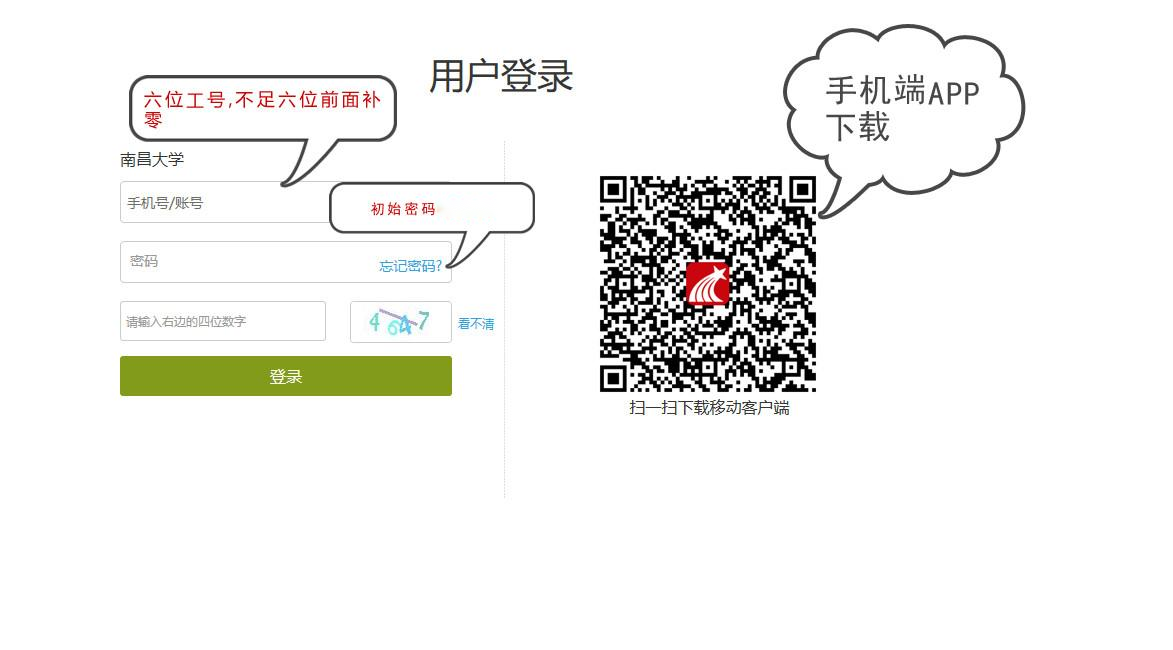 用户登录
六位工号,不足六位前面补
零
手机端APP
下载
南昌大学
手机号/账号
初始密码
密码
忘记密码?
请输入右边的四位数字
4647
看不清
登录
扫一扫下载移动客户端